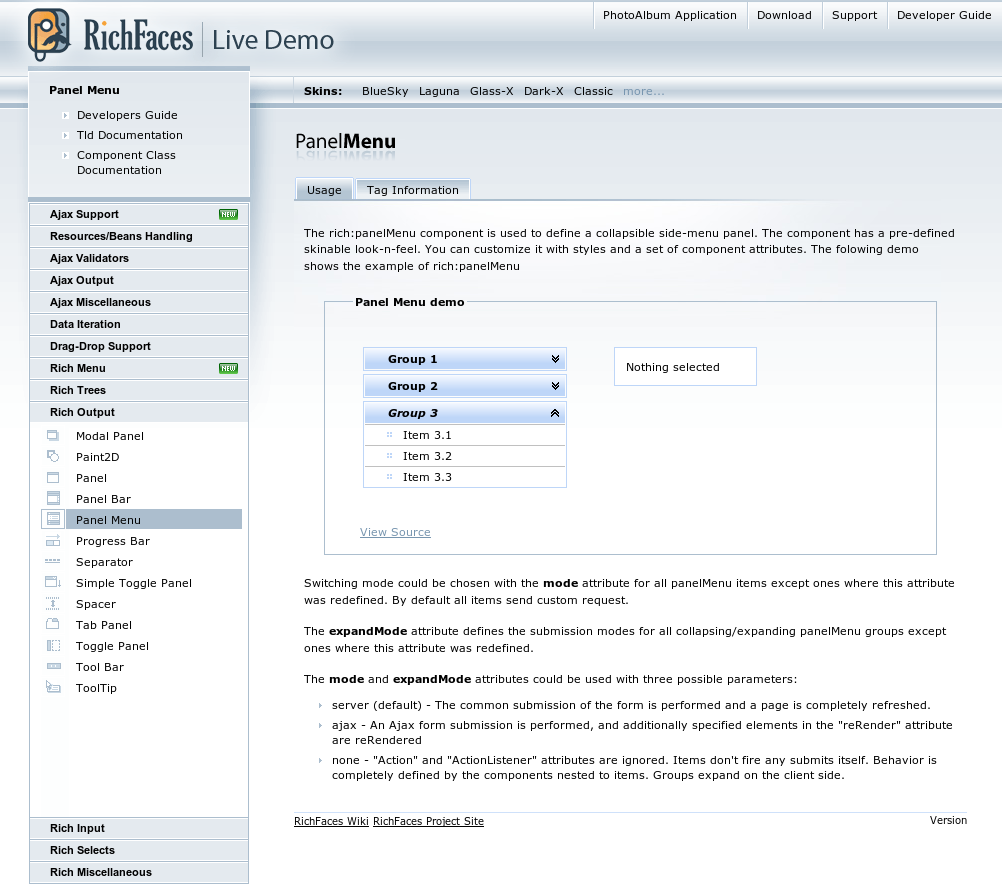 PhotoAlbum Application Download Support Developer Guide
RichFaces Live Demo
Skins: BlueSky Laguna Glass-X Dark-X Classic more...
Panel Menu
Developers Guide
Tld Documentation
Component Class
Documentation
Ajax Support NEW
Resources/Beans Handling
Ajax Validators
Ajax Output
Ajax Miscellaneous
Data Iteration
Drag-Drop Support
Rich Menu NEW
Rich Trees
Rich Output
Modal Panel
Paint2D
Panel
Panel Bar
Panel Menu
Progress Bar
Separator
Simple Toggle Panel
Spacer
Tab Panel
Toggle Panel
Tool Bar
ToolTip
Rich Input
Rich Selects
Rich Miscellaneous
PanelMenu
Usage Tag Information
The rich:panelMenu component is used to define a collapsible side-menu panel. The component has a pre-defined
skinable look-n-feel. You can customize it with styles and a set of component attributes. The folowing demo
shows the example of rich:panelMenu
Panel Menu demo
Group 1
Group 2
Group 3
Item 3.1
Item 3.2
Item 3.3
Nothing selected
View Source
Switching mode could be chosen with the mode attribute for all panelMenu items except ones where this attribute
was redefined. By default all items send custom request.
The expandMode attribute defines the submission modes for all collapsing/expanding panelMenu groups except
ones where this attribute was redefined.
The mode and expandMode attributes could be used with three possible parameters:
server (default) - The common submission of the form is performed and a page is completely refreshed.
ajax - An Ajax form submission is performed, and additionally specified elements in the "reRender" attribute
are reRendered
none - "Action" and "ActionListener" attributes are ignored. Items don't fire any submits itself. Behavior is
completely defined by the components nested to items. Groups expand on the client side.
RichFaces Wiki RichFaces Project Site Version